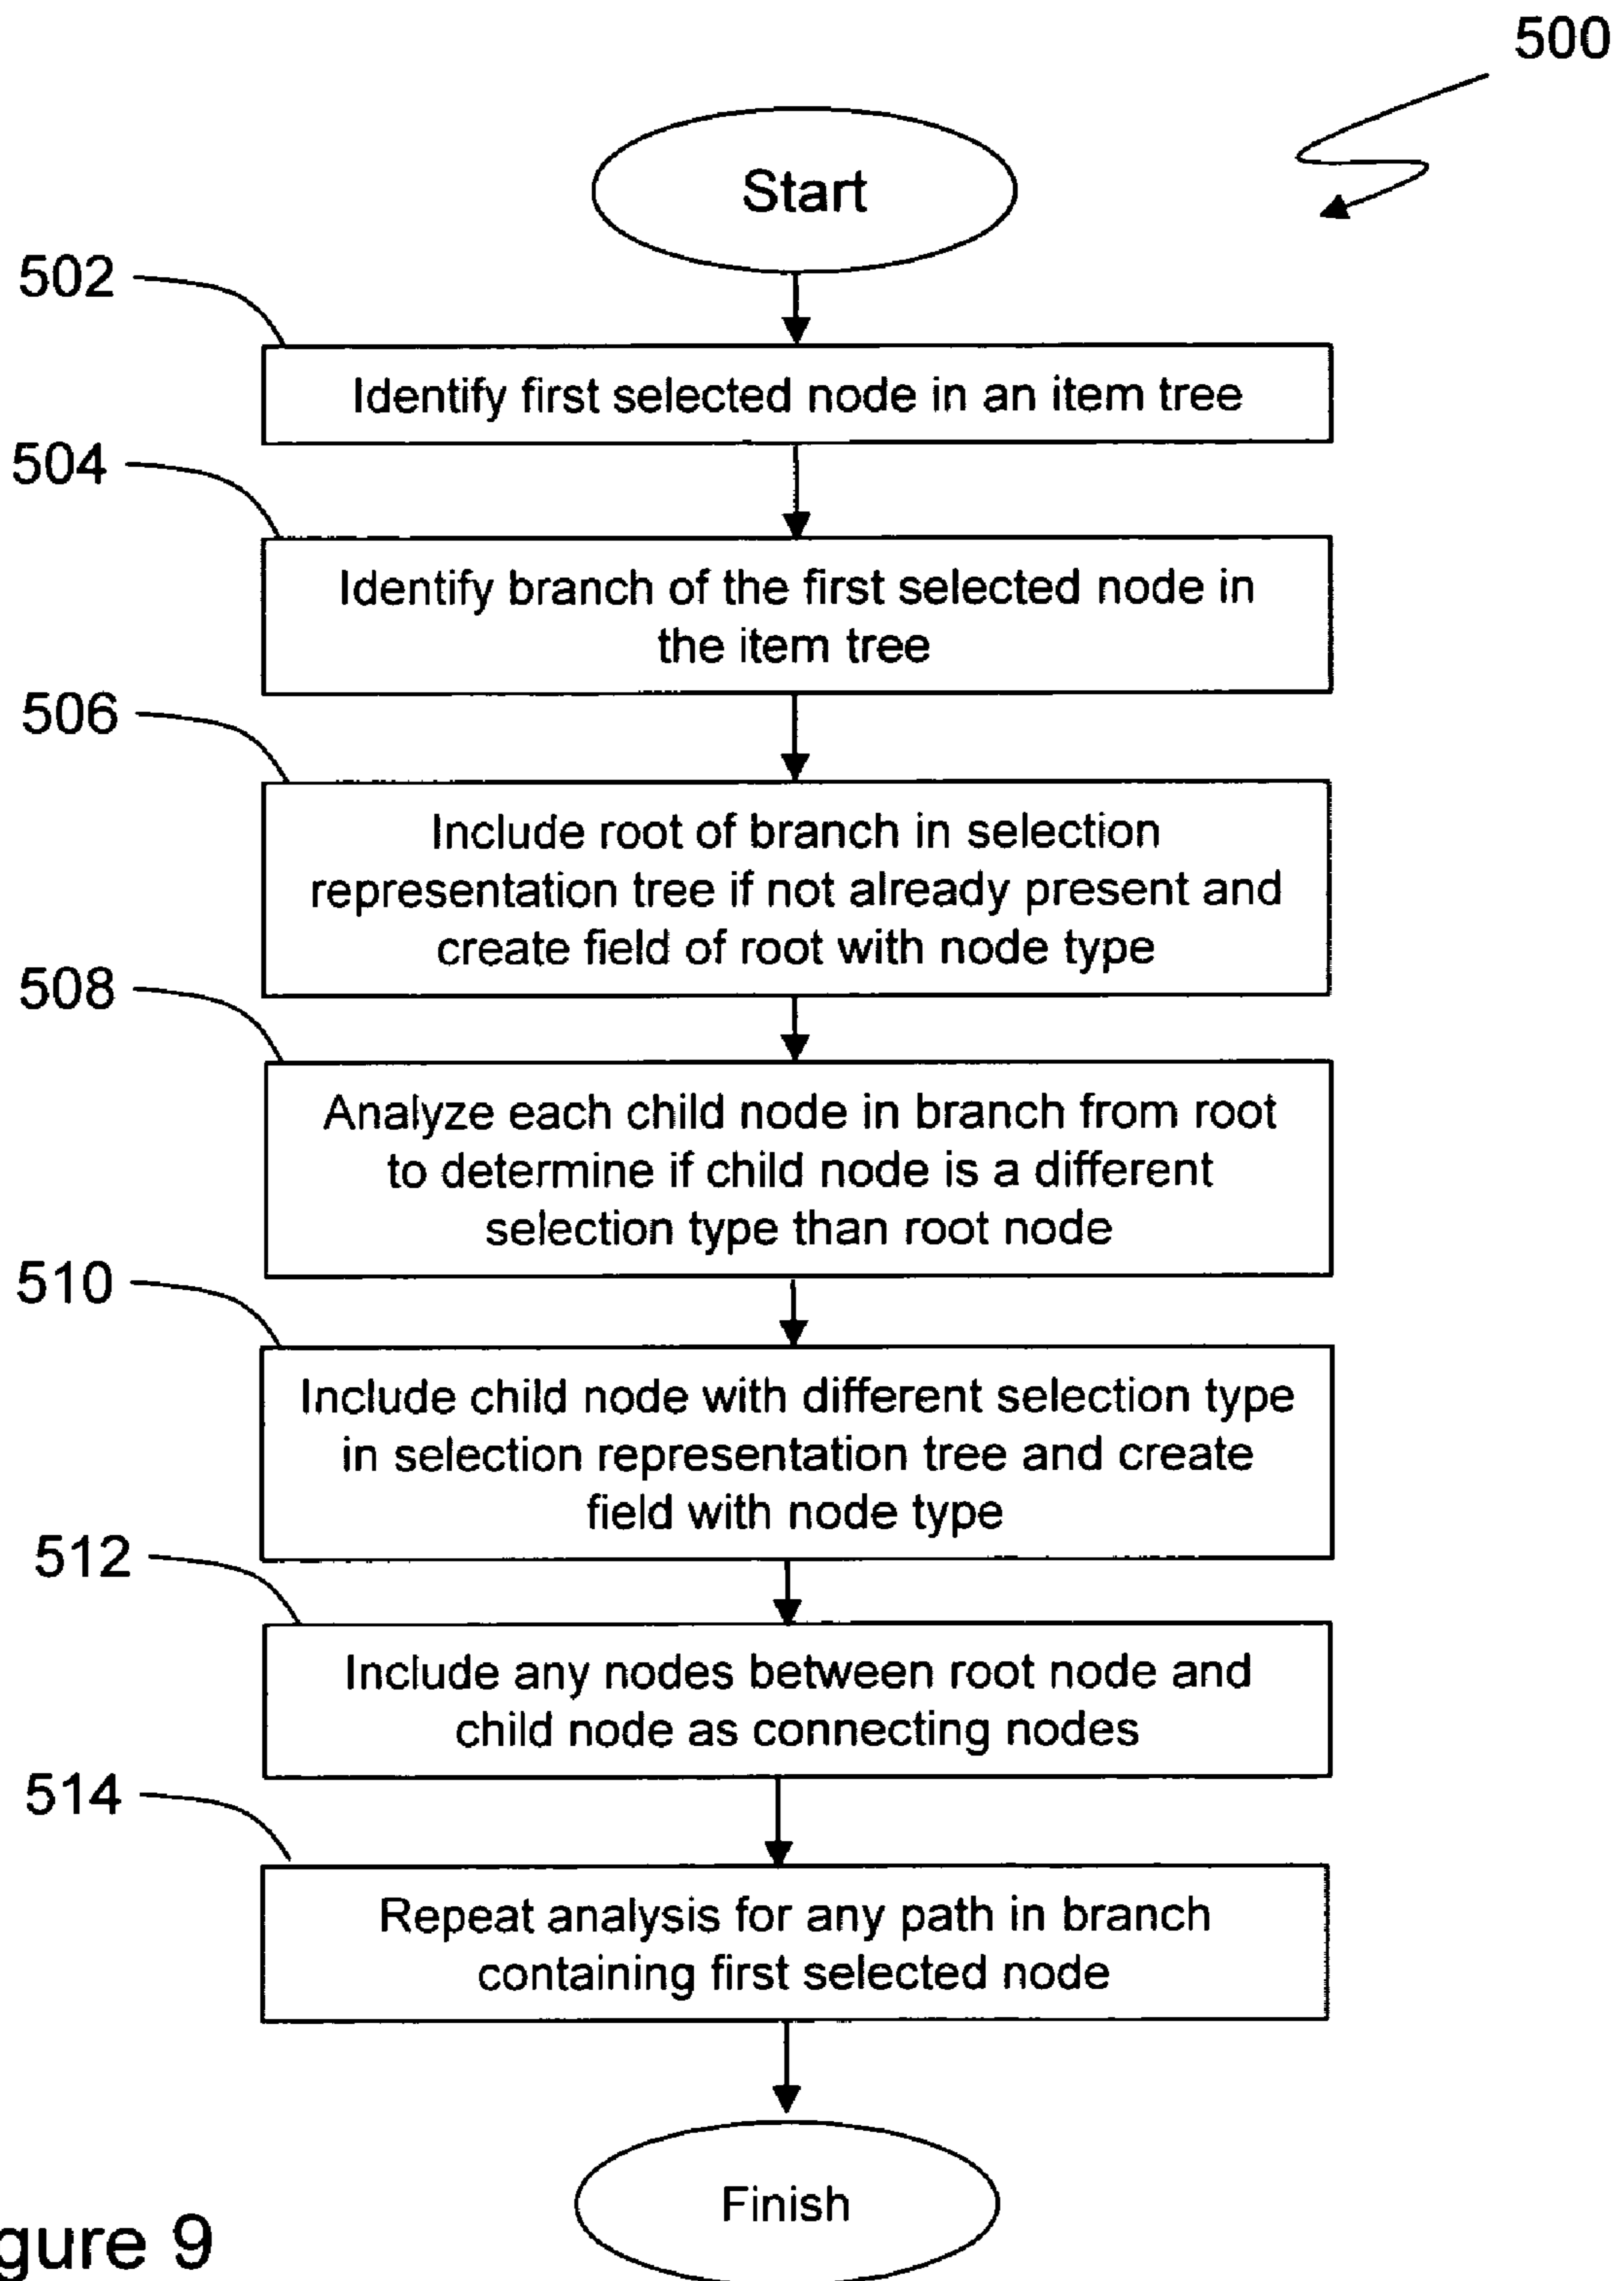 500
Start
502
Identify first selected node in an item tree
504
Identify branch of the first selected node in
the item tree
506
Include root of branch in selection
representation tree if not already present and
create field of root with node type
508
Analyze each child node in branch from root
to determine if child node is a different
selection type than root node
510
Include child node with different selection type
in selection representation tree and create
field with node type
512
Include any nodes between root node and
child node as connecting nodes
514
Repeat analysis for any path in branch
containing first selected node
Finish
gure 9